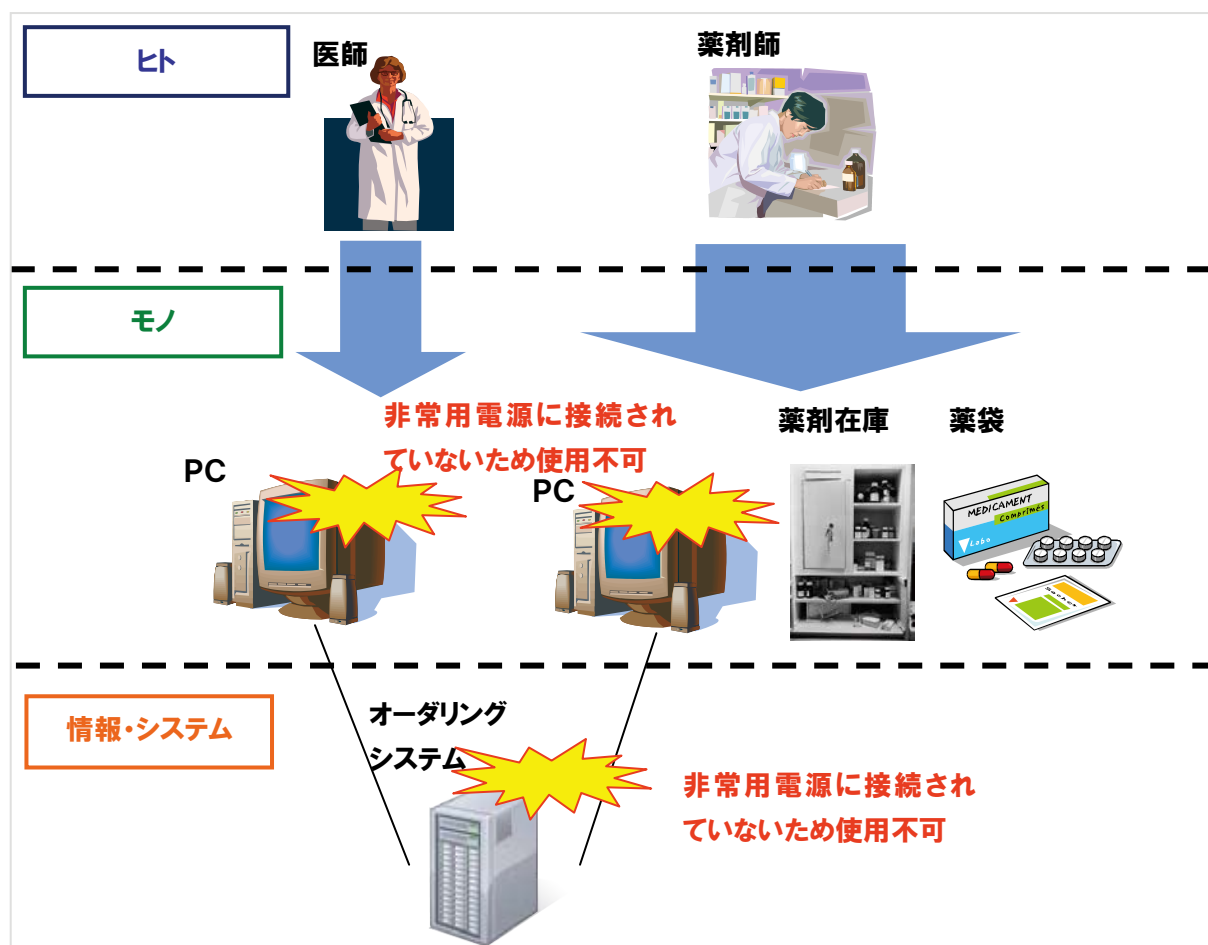 ヒト
医師
薬剤師
モノ
非常用電源に接続され
ていないため使用不可
薬剤在庫
薬袋
PC
PC
MEDICAMENT
Comprimés
Labo
Sachet
情報・システム
オーダリング
システム
非常用電源に接続され
ていないため使用不可